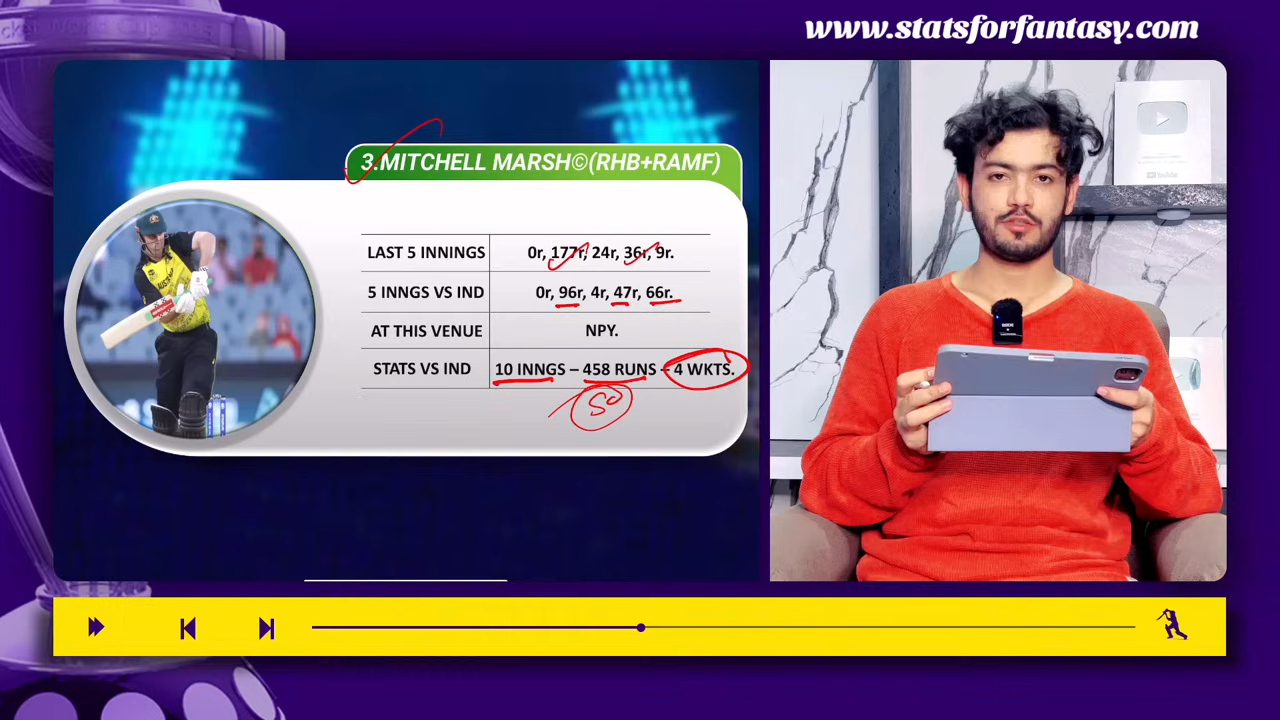 www.statsforfantasy.com
3.MITCHELL MARSH©(RHB+RAMF)
LAST 5 INNINGS 0r, 177r, 24r, 36r, 9r.
5 INNGS VS IND 0r, 96r, 4r, 47r, 66r.
AT THIS VENUE NPY.
STATS VS IND 10 INNGS – 458 RUNS – 4 WKTS.
50
YouTube